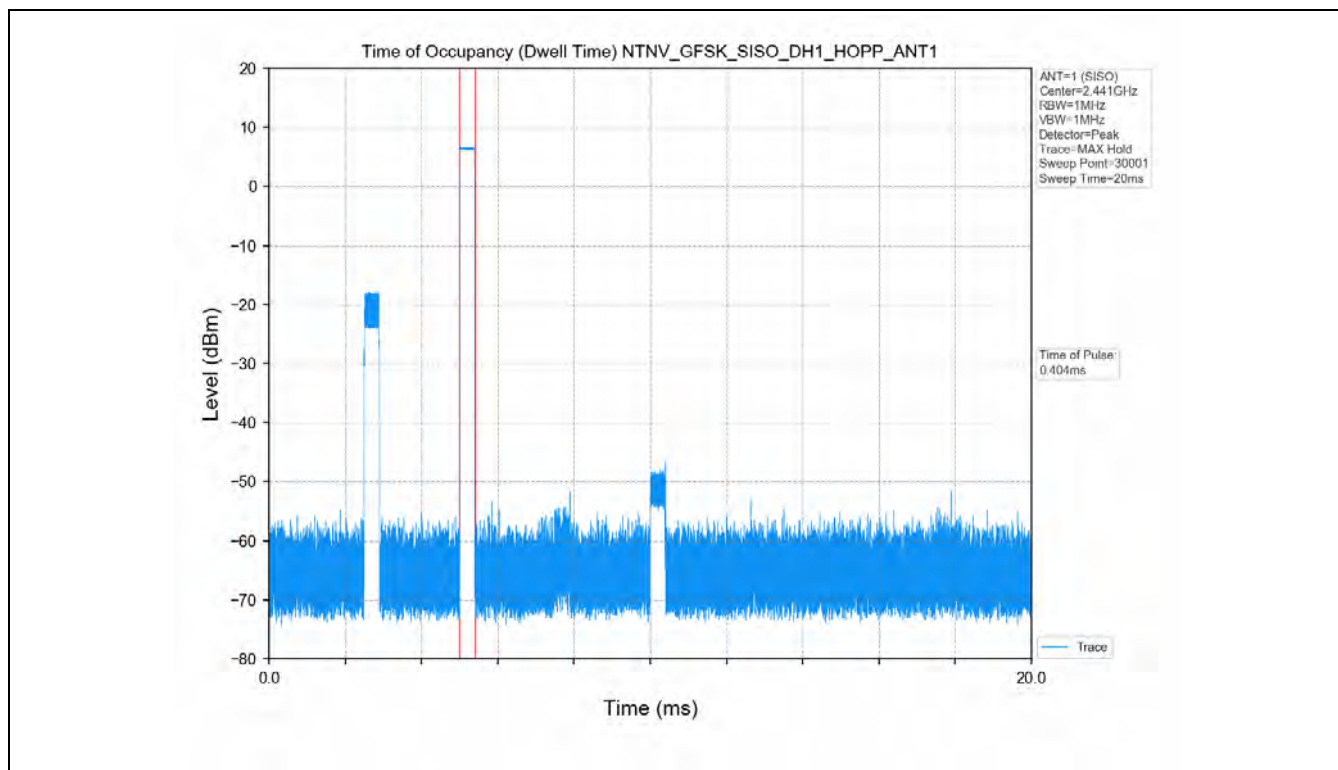 Time of Occupancy (Dwell Time) NTNV_GFSK_SISO_DH1_HOPP_ANT1
20
10
0
−10
−20
−30
−40
−50
−60
−70
−80
Level (dBm)
0.0
20.0
Time (ms)
ANT=1 (SISO)
Center=2.441GHz
RBW=1MHz
VBW=1MHz
Detector=Peak
Trace=MAX Hold
Sweep Point=30001
Sweep Time=20ms
Time of Pulse:
0.404ms
Trace